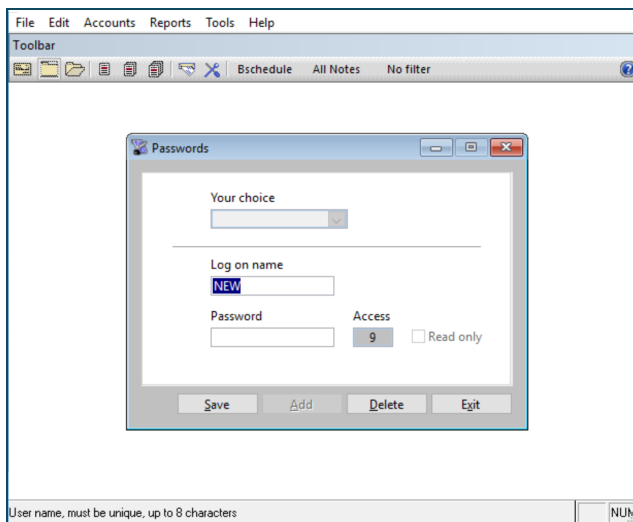 File Edit Accounts Reports Tools Help
Toolbar
Bschedule All Notes No filter
?
Passwords
Your choice
Log on name
NEW
Password Access
9 Read only
Save Add Delete Exit
User name, must be unique, up to 8 characters NUM